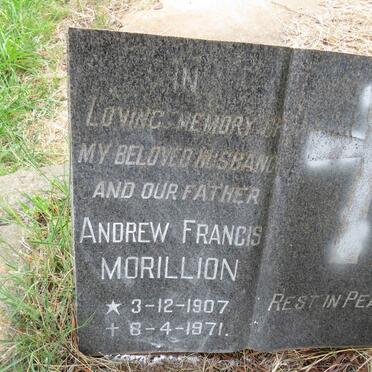 IN
LOVING MEMORY OF
MY BELOVED HUSBAND
AND OUR FATHER
ANDREW FRANCIS
MORILLION
★ 3-12-1907
✝ 8-4-1971.
REST IN PEA